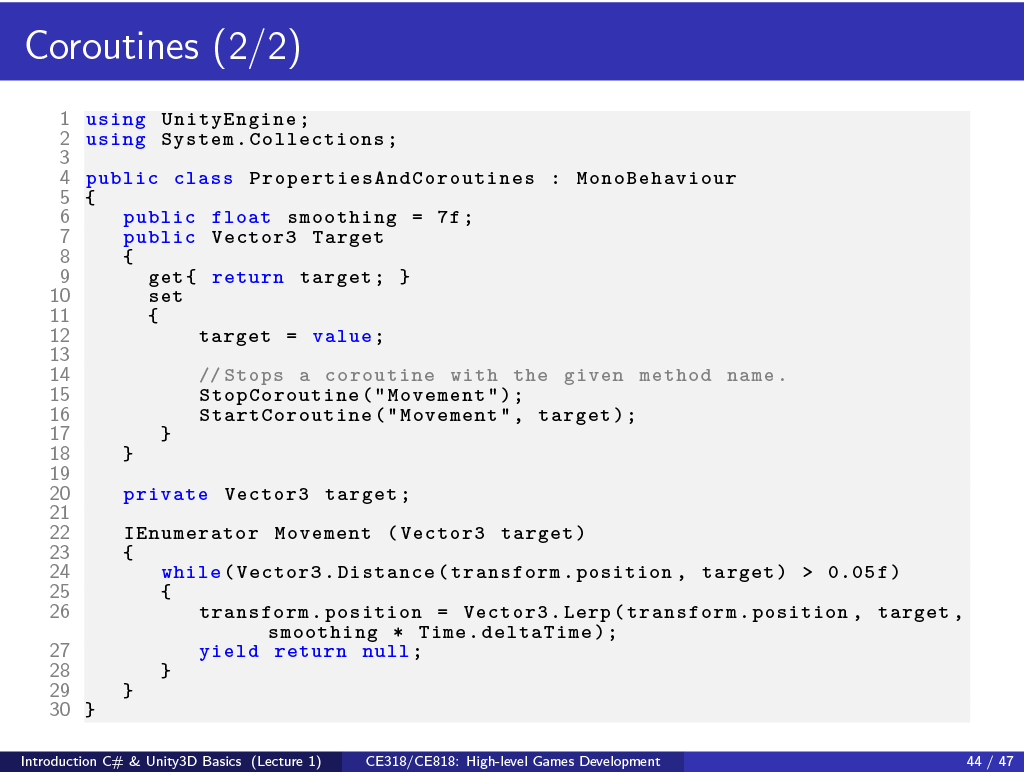 Coroutines (2/2)
1 using UnityEngine;
2 using System.Collections;
3
4 public class PropertiesAndCoroutines : MonoBehaviour
5 {
6    public float smoothing = 7f;
7    public Vector3 Target
8    {
9      get{ return target; }
10      set
11      {
12          target = value;
13
14          //Stops a coroutine with the given method name.
15          StopCoroutine("Movement");
16          StartCoroutine("Movement", target);
17       }
18    }
19
20    private Vector3 target;
21
22    IEnumerator Movement (Vector3 target)
23    {
24       while(Vector3.Distance(transform.position, target) > 0.05f)
25       {
26          transform.position = Vector3.Lerp(transform.position, target,
smoothing * Time.deltaTime);
27          yield return null;
28       }
29    }
30 }
Introduction C# & Unity3D Basics (Lecture 1) CE318/CE818: High-level Games Development 44 / 47